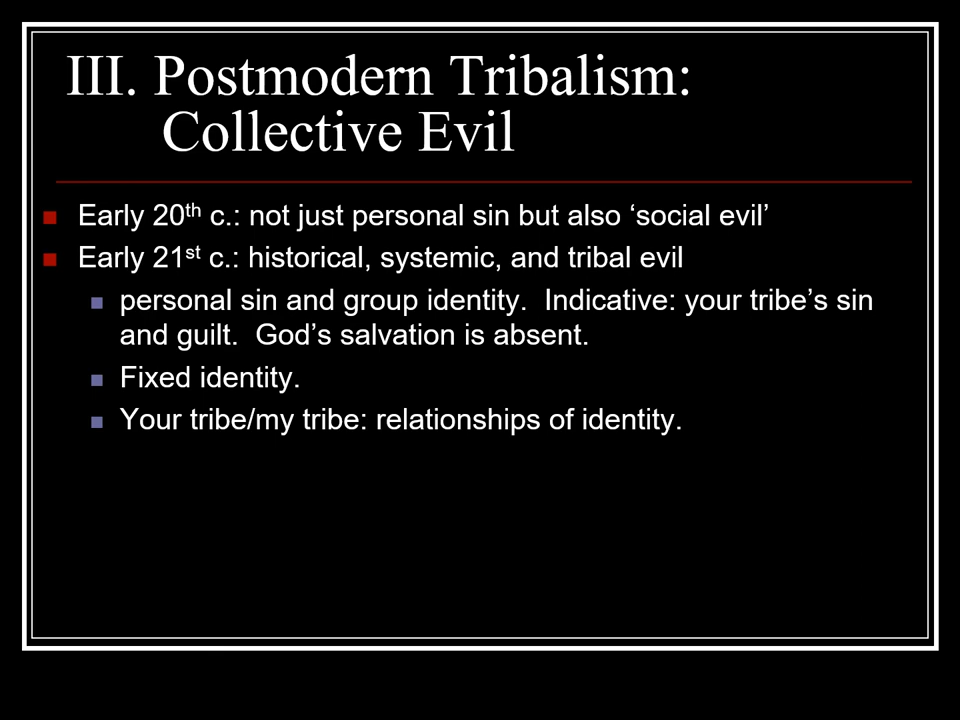 III. Postmodern Tribalism:
Collective Evil
Early 20th c.: not just personal sin but also ‘social evil’
Early 21st c.: historical, systemic, and tribal evil
personal sin and group identity.  Indicative: your tribe’s sin
and guilt.  God’s salvation is absent.
Fixed identity.
Your tribe/my tribe: relationships of identity.